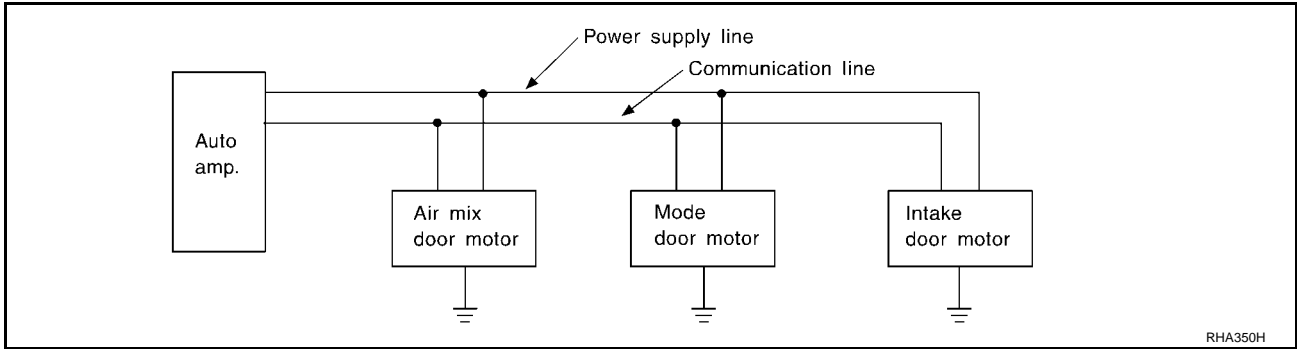 Power supply line
Communication line
Auto
amp.
Air mix
door motor
Mode
door motor
Intake
door motor
RHA350H